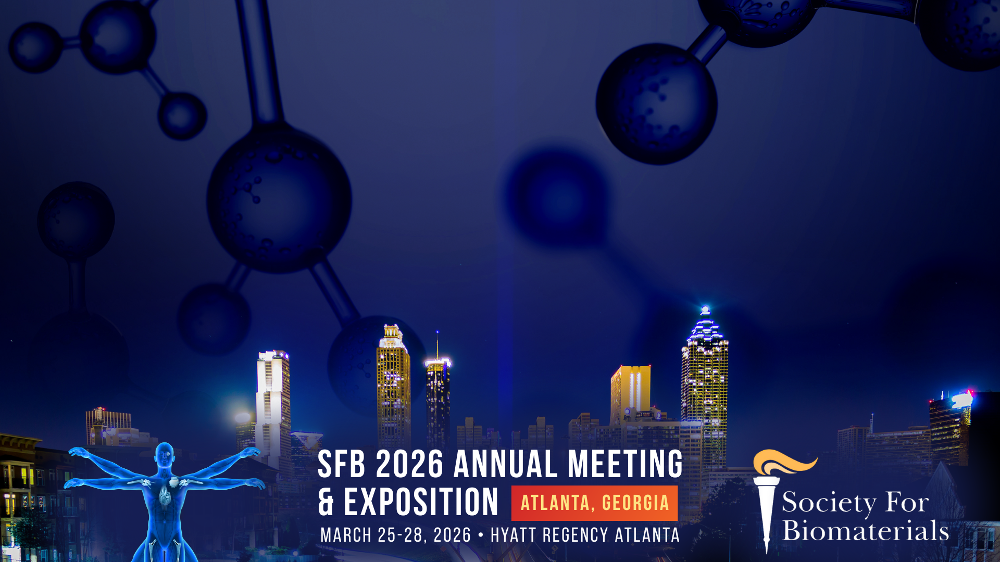 SFB 2026 ANNUAL MEETING
& EXPOSITION ATLANTA, GEORGIA
MARCH 25-28, 2026 • HYATT REGENCY ATLANTA
Society For
Biomaterials